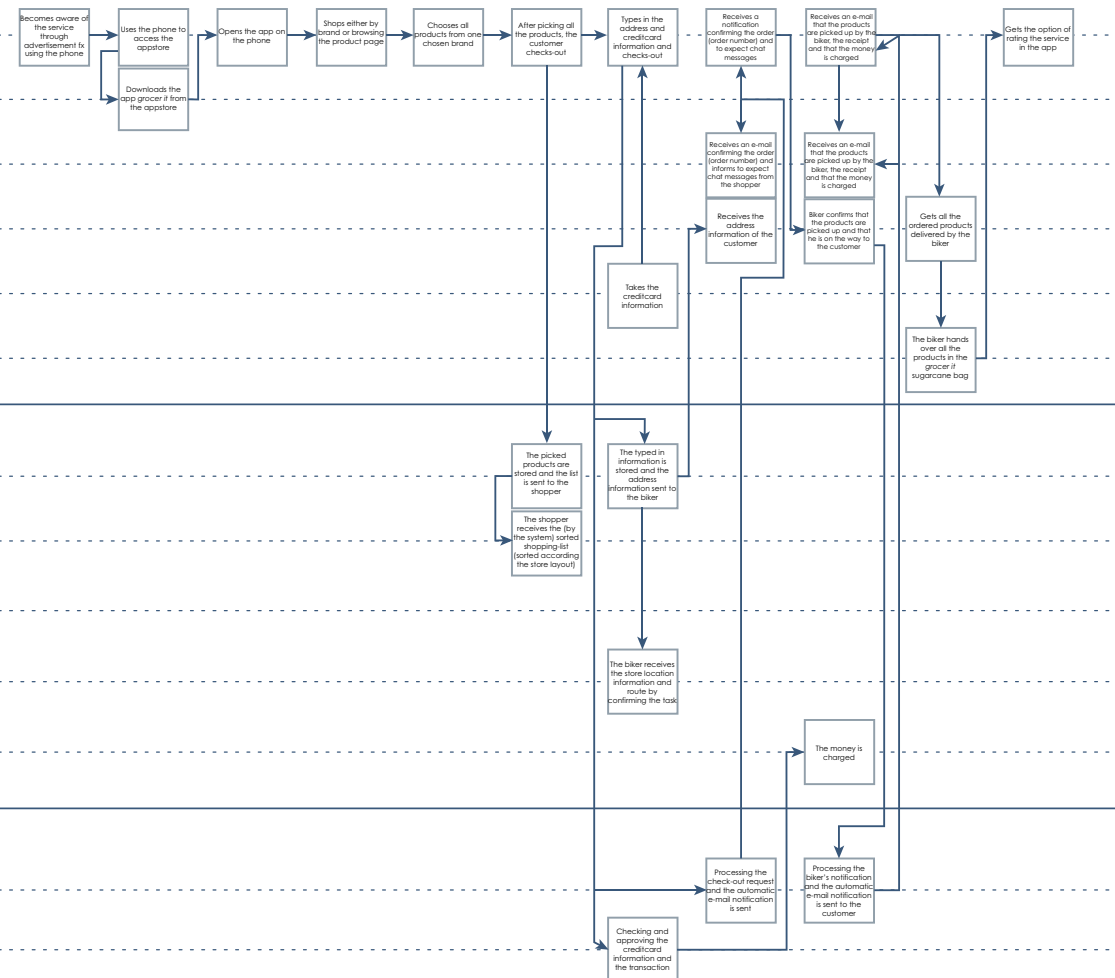 Becomes aware of
the service
through
advertisement fx
using the phone
Uses the phone to
access the
appstore
Opens the app on
the phone
Shops either by
brand or browsing
the product page
Chooses all
products from one
chosen brand
After picking all
the products, the
customer
checks-out
Types in the
address and
creditcard
information and
checks-out
Receives a
notification
confirming the order
(order number) and
to expect chat
messages
Receives an e-mail
that the products
are picked up by the
biker, the receipt
and that the money
is charged
Gets the option of
rating the service
in the app
Downloads the
app grocer it from
the appstore
Receives an e-mail
confirming the order
(order number) and
informs to expect
chat messages from
the shopper
Receives an e-mail
that the products
are picked up by the
biker, the receipt
and that the money
is charged
Receives the
address
information of the
customer
Biker confirms that
the products are
picked up and that
he is on the way to
the customer
Gets all the
ordered products
delivered by the
biker
Takes the
creditcard
information
The biker hands
over all the
products in the
grocer it
sugarcane bag
The picked
products are
stored and the list
is sent to the
shopper
The typed in
information is
stored and the
address
information sent to
the biker
The shopper
receives the (by
the system) sorted
shopping-list
(sorted according
the store layout)
The biker receives
the store location
information and
route by
confirming the task
The money is
charged
Processing the
check-out request
and the automatic
e-mail notification
is sent
Processing the
biker's notification
and the automatic
e-mail notification
is sent to the
customer
Checking and
approving the
creditcard
information and
the transaction